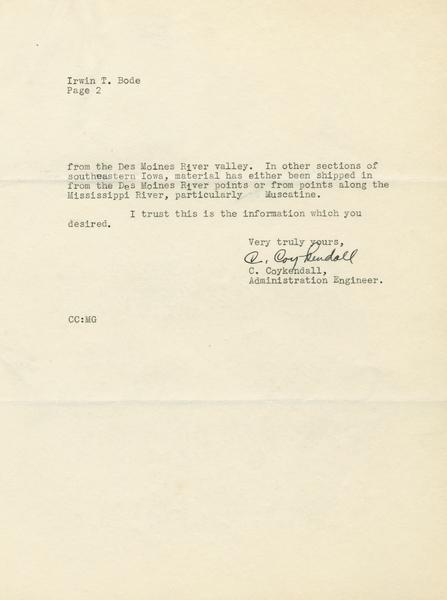 Irwin T. Bode
Page 2
from the Des Moines River valley. In other sections of
southeastern Iowa, material has either been shipped in
from the Des Moines River points or from points along the
Mississippi River, particularly Muscatine.
I trust this is the information which you
desired.
Very truly yours,
C. Coykendall
C. Coykendall,
Administration Engineer.
CC:MG